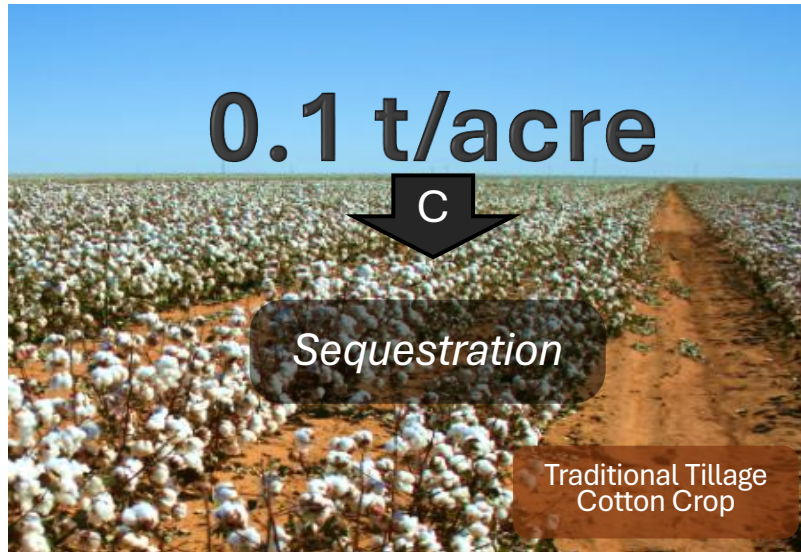 0.1 t/acre
C
Sequestration
Traditional Tillage
Cotton Crop